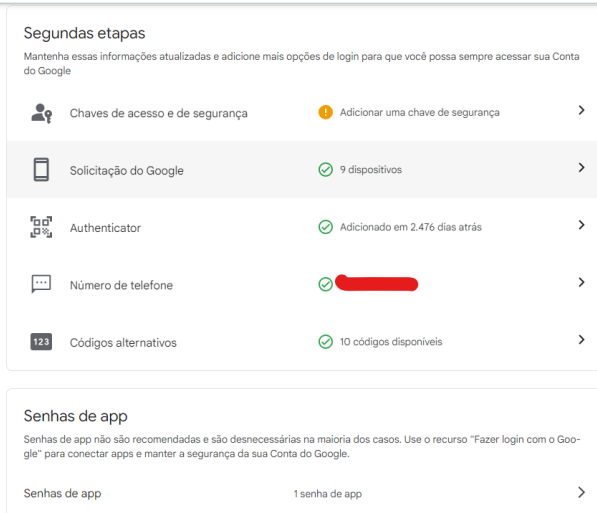 Segundas etapas
Mantenha essas informações atualizadas e adicione mais opções de login para que você possa sempre acessar sua Conta
do Google
Chaves de acesso e de segurança
! Adicionar uma chave de segurança
Solicitação do Google
9 dispositivos
Authenticator
Adicionado em 2.476 dias atrás
Número de telefone
123 Códigos alternativos
10 códigos disponíveis
Senhas de app
Senhas de app não são recomendadas e são desnecessárias na maioria dos casos. Use o recurso "Fazer login com o Goo-
gle" para conectar apps e manter a segurança da sua Conta do Google.
Senhas de app
1 senha de app